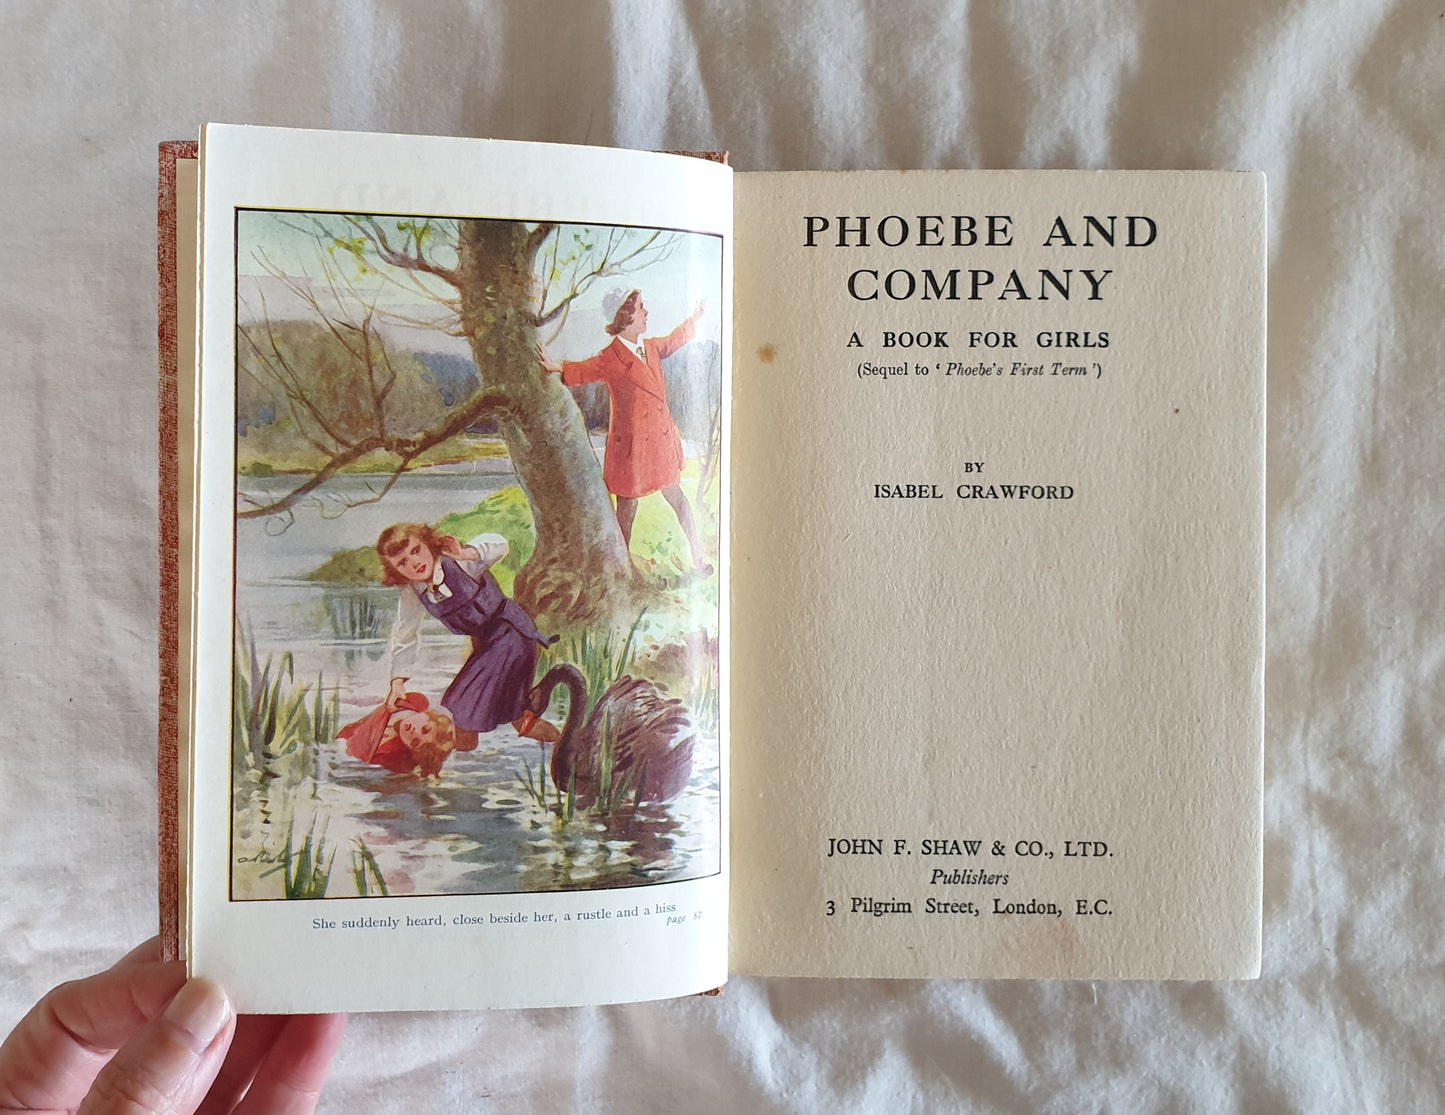 She suddenly heard, close beside her, a rustle and a hiss
page 87
PHOEBE AND
COMPANY
A BOOK FOR GIRLS
(Sequel to ‘ Phoebe’s First Term ’)
BY
ISABEL CRAWFORD
JOHN F. SHAW & CO., LTD.
Publishers
3 Pilgrim Street, London, E.C.